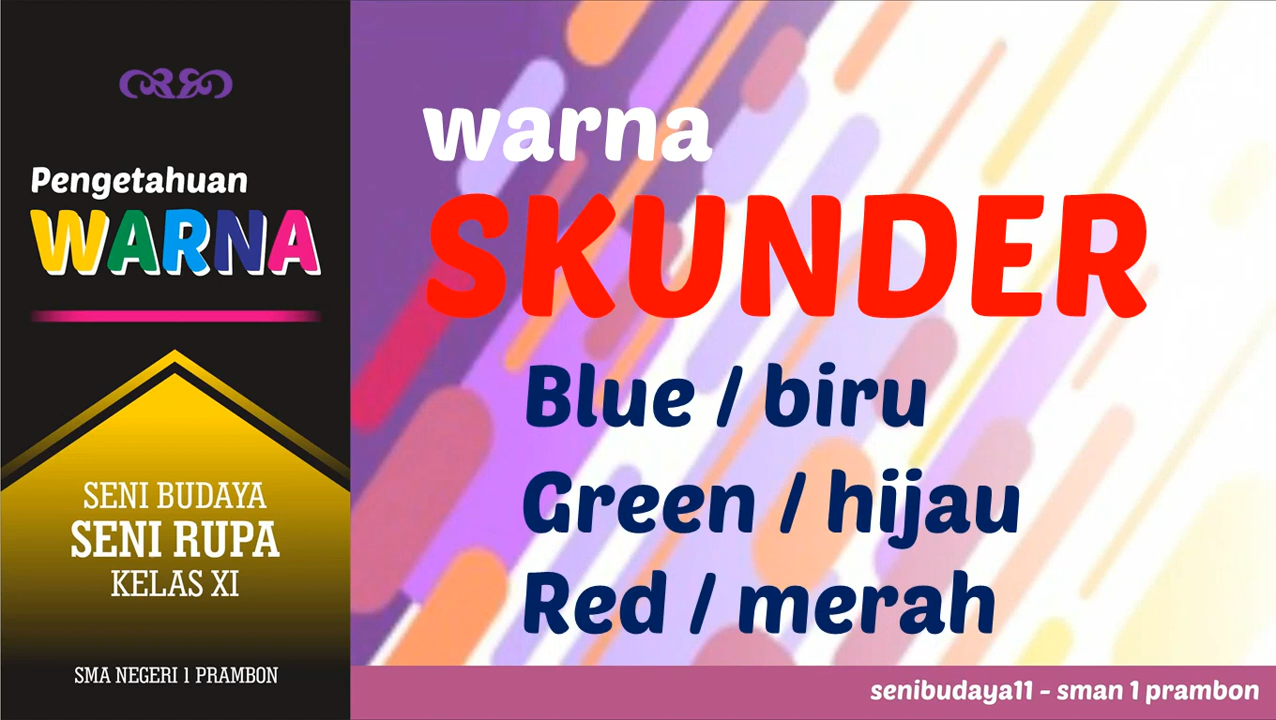 Pengetahuan
WARNA
SENI BUDAYA
SENI RUPA
KELAS XI
SMA NEGERI 1 PRAMBON
warna
SKUNDER
Blue / biru
Green / hijau
Red / merah
senibudaya11 - sman 1 prambon